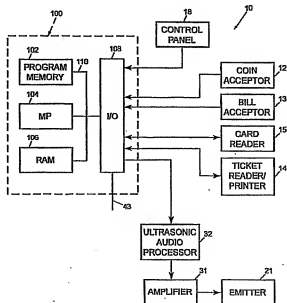 100
10
18
CONTROL PANEL
102
PROGRAM MEMORY
110
108
I/O
COIN ACCEPTOR
12
104
MP
BILL ACCEPTOR
13
CARD READER
15
106
RAM
TICKET READER/ PRINTER
14
43
ULTRASONIC AUDIO PROCESSOR
32
31
AMPLIFIER
21
EMITTER